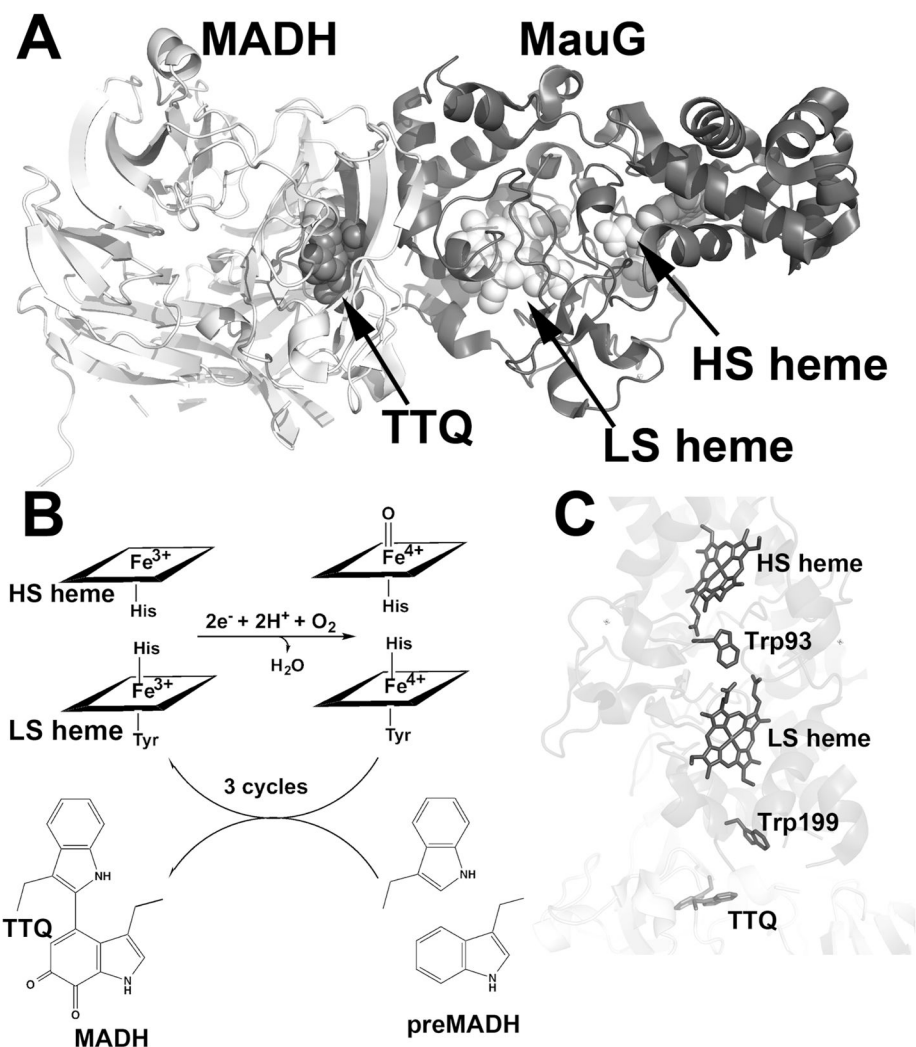 A
MADH
MauG
HS heme
TTQ
LS heme
B
Fe3+
HS heme
His
His
Fe3+
LS heme
Tyr
2e- + 2H+ + O2
H2O
O
Fe4+
His
His
Fe4+
Tyr
3 cycles
NH
TTQ
O
O
N
H
MADH
NH
N
H
preMADH
C
HS heme
Trp93
LS heme
Trp199
TTQ